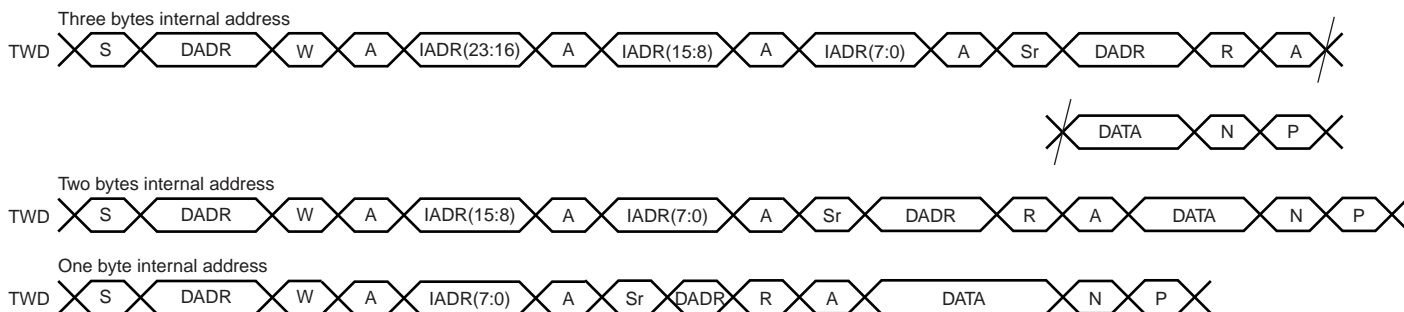 Three bytes internal address
TWD S DADR W A IADR(23:16) A IADR(15:8) A IADR(7:0) A Sr DADR R A
DATA N P
Two bytes internal address
TWD S DADR W A IADR(15:8) A IADR(7:0) A Sr DADR R A DATA N P
One byte internal address
TWD S DADR W A IADR(7:0) A Sr DADR R A DATA N P